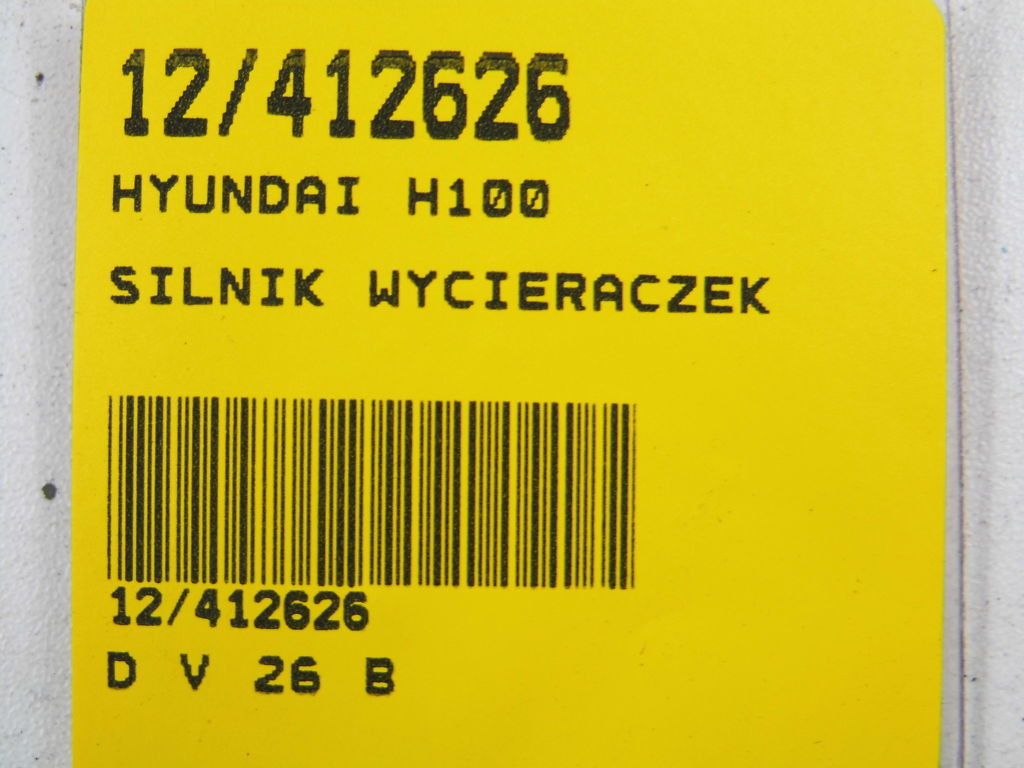 12/412626
HYUNDAI H100
SILNIK WYCIERACZEK
12/412626
D V 26 B